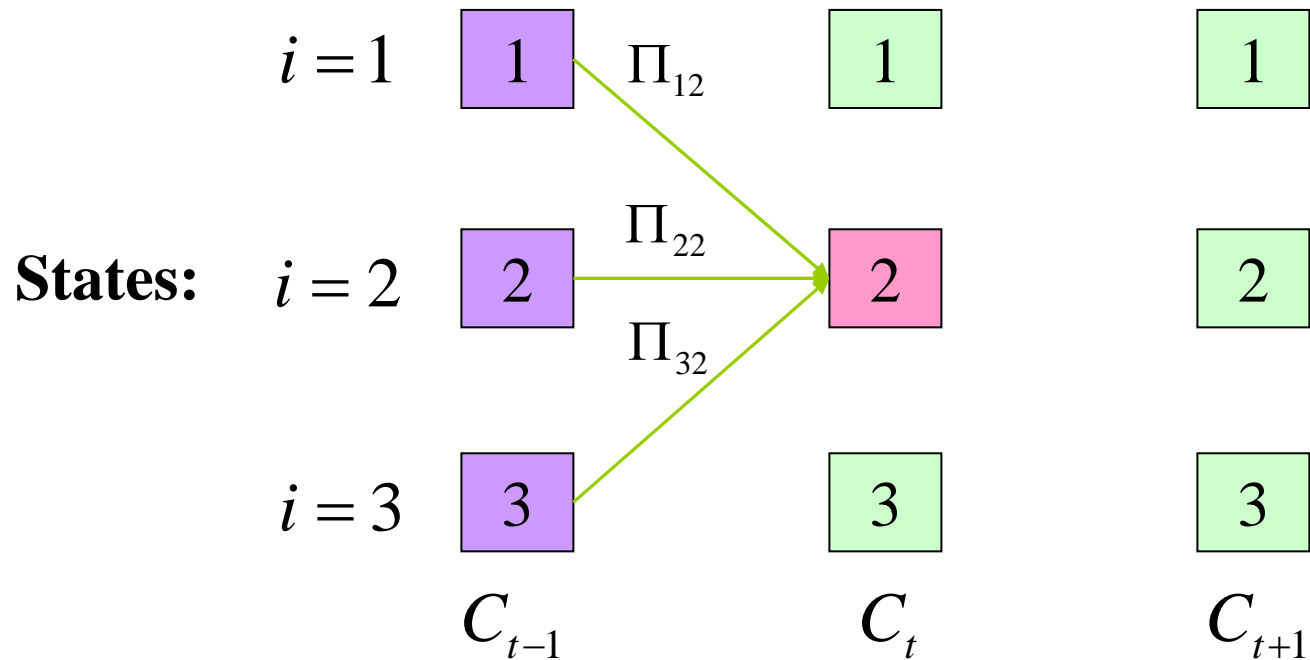 i = 1 1 Π₁₂ 1 1
Π₂₂
States: i = 2 2 2 2
Π₃₂
i = 3 3 3 3
Cₜ₋₁ Cₜ Cₜ₊₁